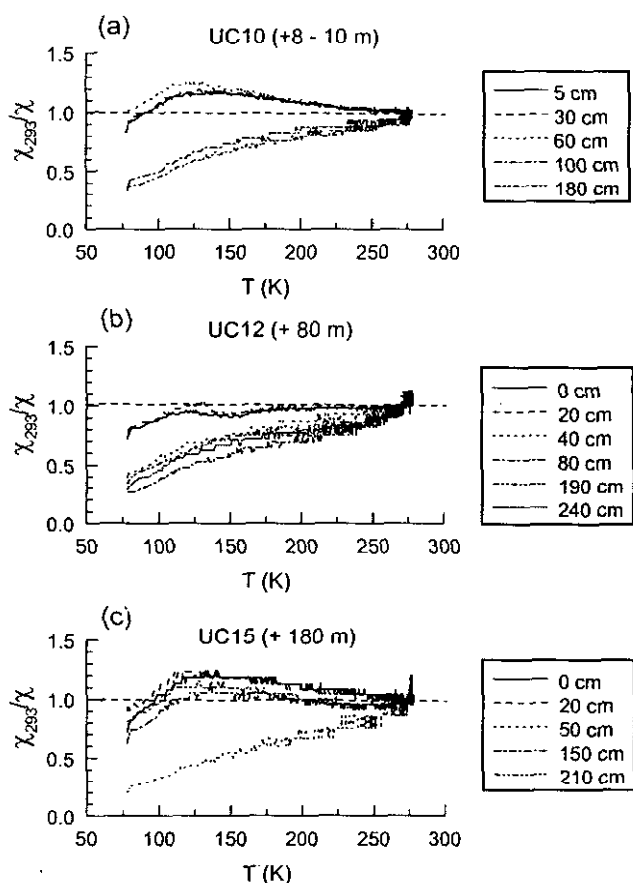 (a)
UC10 (+8 - 10 m)
χ293/χ
1.5
1.0
0.5
0.0
50 100 150 200 250 300
T (K)
5 cm
30 cm
60 cm
100 cm
180 cm
(b)
UC12 (+ 80 m)
χ293/χ
1.5
1.0
0.5
0.0
50 100 150 200 250 300
T (K)
0 cm
20 cm
40 cm
80 cm
190 cm
240 cm
(c)
UC15 (+ 180 m)
χ293/χ
1.5
1.0
0.5
0.0
50 100 150 200 250 300
T (K)
0 cm
20 cm
50 cm
150 cm
210 cm